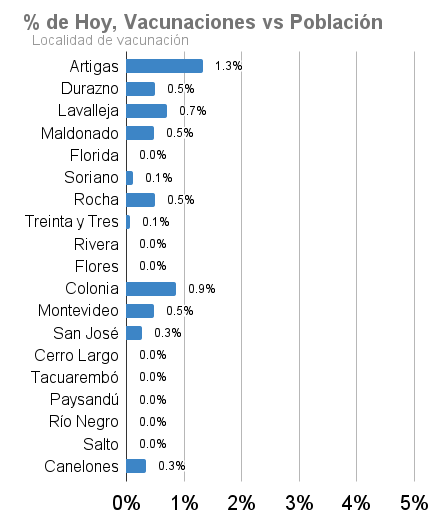 % de Hoy, Vacunaciones vs Población
Localidad de vacunación
Artigas 1.3%
Durazno 0.5%
Lavalleja 0.7%
Maldonado 0.5%
Florida 0.0%
Soriano 0.1%
Rocha 0.5%
Treinta y Tres 0.1%
Rivera 0.0%
Flores 0.0%
Colonia 0.9%
Montevideo 0.5%
San José 0.3%
Cerro Largo 0.0%
Tacuarembó 0.0%
Paysandú 0.0%
Río Negro 0.0%
Salto 0.0%
Canelones 0.3%
0% 1% 2% 3% 4% 5%